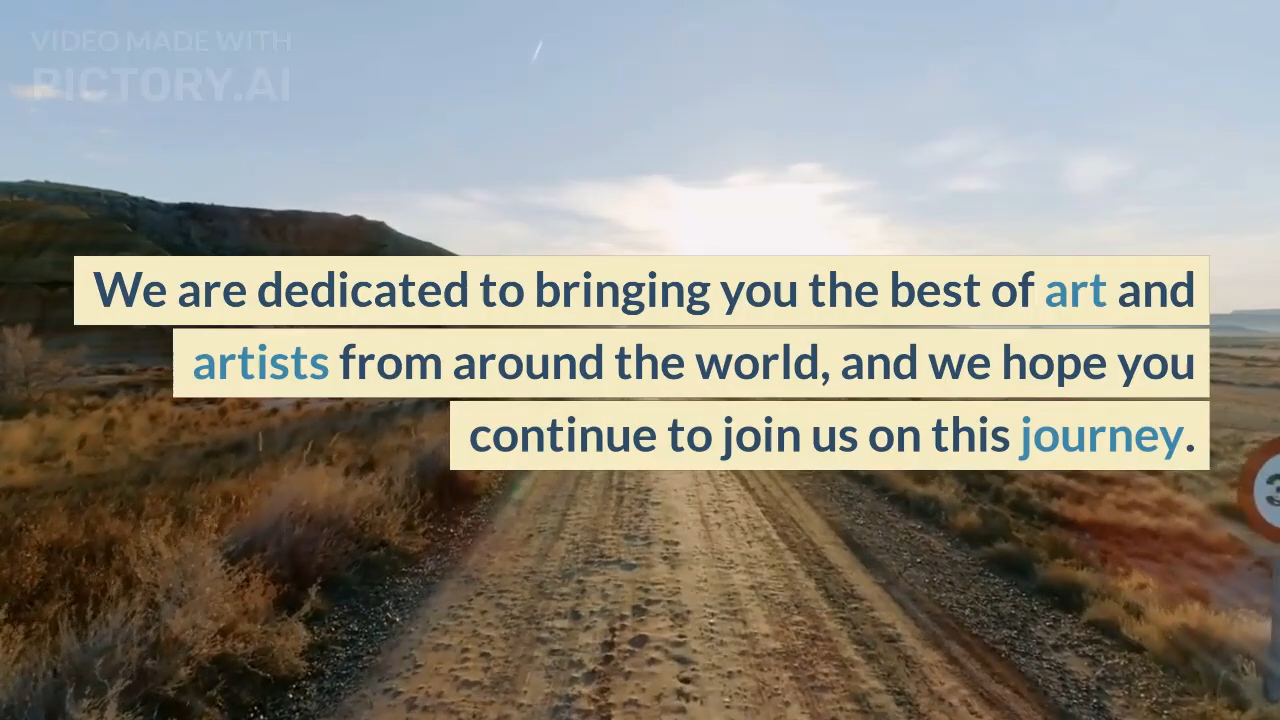 VIDEO MADE WITH
PICTORY.AI
We are dedicated to bringing you the best of art and
artists from around the world, and we hope you
continue to join us on this journey.
3